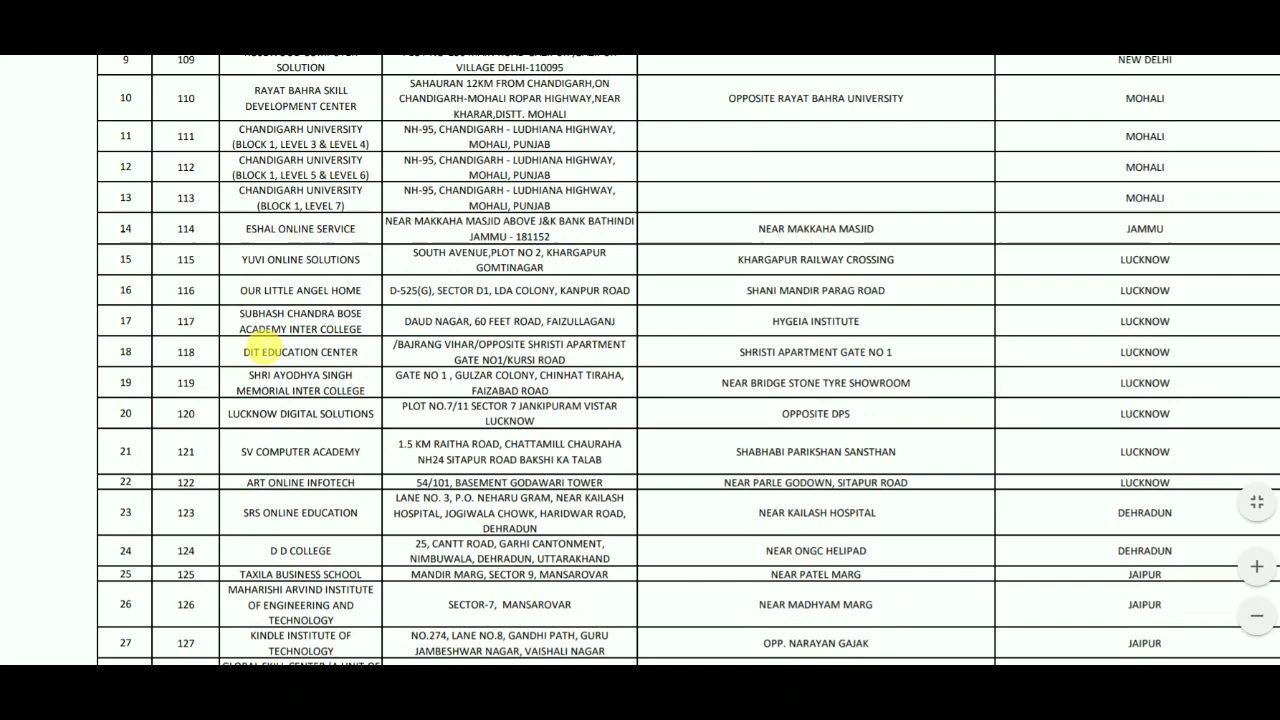 9 109 SOLUTION VILLAGE DELHI-110095 NEW DELHI
10 110 RAYAT BAHRA SKILL DEVELOPMENT CENTER SAHAURAN 12KM FROM CHANDIGARH,ON CHANDIGARH-MOHALI ROPAR HIGHWAY,NEAR KHARAR,DISTT. MOHALI OPPOSITE RAYAT BAHRA UNIVERSITY MOHALI
11 111 CHANDIGARH UNIVERSITY (BLOCK 1, LEVEL 3 & LEVEL 4) NH-95, CHANDIGARH - LUDHIANA HIGHWAY, MOHALI, PUNJAB MOHALI
12 112 CHANDIGARH UNIVERSITY (BLOCK 1, LEVEL 5 & LEVEL 6) NH-95, CHANDIGARH - LUDHIANA HIGHWAY, MOHALI, PUNJAB MOHALI
13 113 CHANDIGARH UNIVERSITY (BLOCK 1, LEVEL 7) NH-95, CHANDIGARH - LUDHIANA HIGHWAY, MOHALI, PUNJAB MOHALI
14 114 ESHAL ONLINE SERVICE NEAR MAKKAHA MASJID ABOVE J&K BANK BATHINDI JAMMU - 181152 NEAR MAKKAHA MASJID JAMMU
15 115 YUVI ONLINE SOLUTIONS SOUTH AVENUE,PLOT NO 2, KHARGAPUR GOMTINAGAR KHARGAPUR RAILWAY CROSSING LUCKNOW
16 116 OUR LITTLE ANGEL HOME D-525(G), SECTOR D1, LDA COLONY, KANPUR ROAD SHANI MANDIR PARAG ROAD LUCKNOW
17 117 SUBHASH CHANDRA BOSE ACADEMY INTER COLLEGE DAUD NAGAR, 60 FEET ROAD, FAIZULLAGANJ HYGEIA INSTITUTE LUCKNOW
18 118 DIT EDUCATION CENTER /BAJRANG VIHAR/OPPOSITE SHRISTI APARTMENT GATE NO1/KURSI ROAD SHRISTI APARTMENT GATE NO 1 LUCKNOW
19 119 SHRI AYODHYA SINGH MEMORIAL INTER COLLEGE GATE NO 1 , GULZAR COLONY, CHINHAT TIRAHA, FAIZABAD ROAD NEAR BRIDGE STONE TYRE SHOWROOM LUCKNOW
20 120 LUCKNOW DIGITAL SOLUTIONS PLOT NO.7/11 SECTOR 7 JANKIPURAM VISTAR LUCKNOW OPPOSITE DPS LUCKNOW
21 121 SV COMPUTER ACADEMY 1.5 KM RAITHA ROAD, CHATTAMILL CHAURAHA NH24 SITAPUR ROAD BAKSHI KA TALAB SHABHABI PARIKSHAN SANSTHAN LUCKNOW
22 122 ART ONLINE INFOTECH 54/101, BASEMENT GODAWARI TOWER NEAR PARLE GODOWN, SITAPUR ROAD LUCKNOW
23 123 SRS ONLINE EDUCATION LANE NO. 3, P.O. NEHARU GRAM, NEAR KAILASH HOSPITAL, JOGIWALA CHOWK, HARIDWAR ROAD, DEHRADUN NEAR KAILASH HOSPITAL DEHRADUN
24 124 D D COLLEGE 25, CANTT ROAD, GARHI CANTONMENT, NIMBUWALA, DEHRADUN, UTTARAKHAND NEAR ONGC HELIPAD DEHRADUN
25 125 TAXILA BUSINESS SCHOOL MANDIR MARG, SECTOR 9, MANSAROVAR NEAR PATEL MARG JAIPUR
26 126 MAHARISHI ARVIND INSTITUTE OF ENGINEERING AND TECHNOLOGY SECTOR-7, MANSAROVAR NEAR MADHYAM MARG JAIPUR
27 127 KINDLE INSTITUTE OF TECHNOLOGY NO.274, LANE NO.8, GANDHI PATH, GURU JAMBESHWAR NAGAR, VAISHALI NAGAR OPP. NARAYAN GAJAK JAIPUR